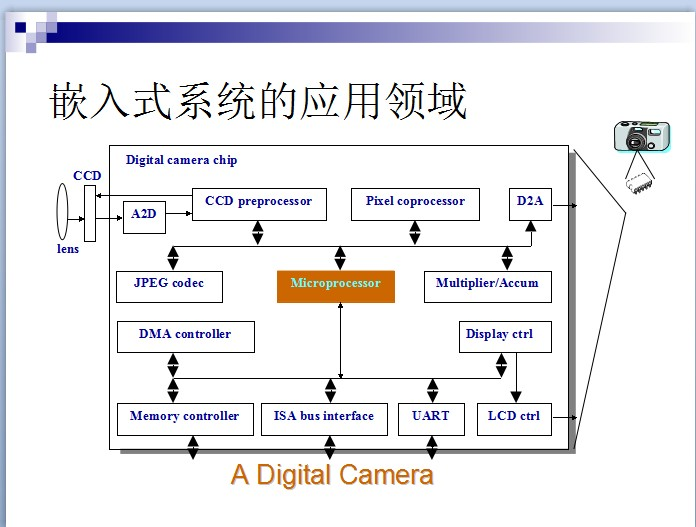 嵌入式系统的应用领域
Digital camera chip
CCD
lens
A2D
CCD preprocessor
Pixel coprocessor
D2A
JPEG codec
Microprocessor
Multiplier/Accum
DMA controller
Display ctrl
Memory controller
ISA bus interface
UART
LCD ctrl
A Digital Camera